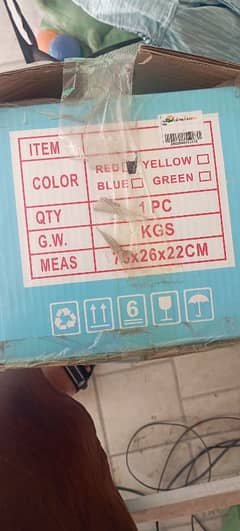 ITEM
COLOR RED YELLOW
BLUE GREEN
QTY 1 PC
G.W. KGS
MEAS 75x26x22CM
6